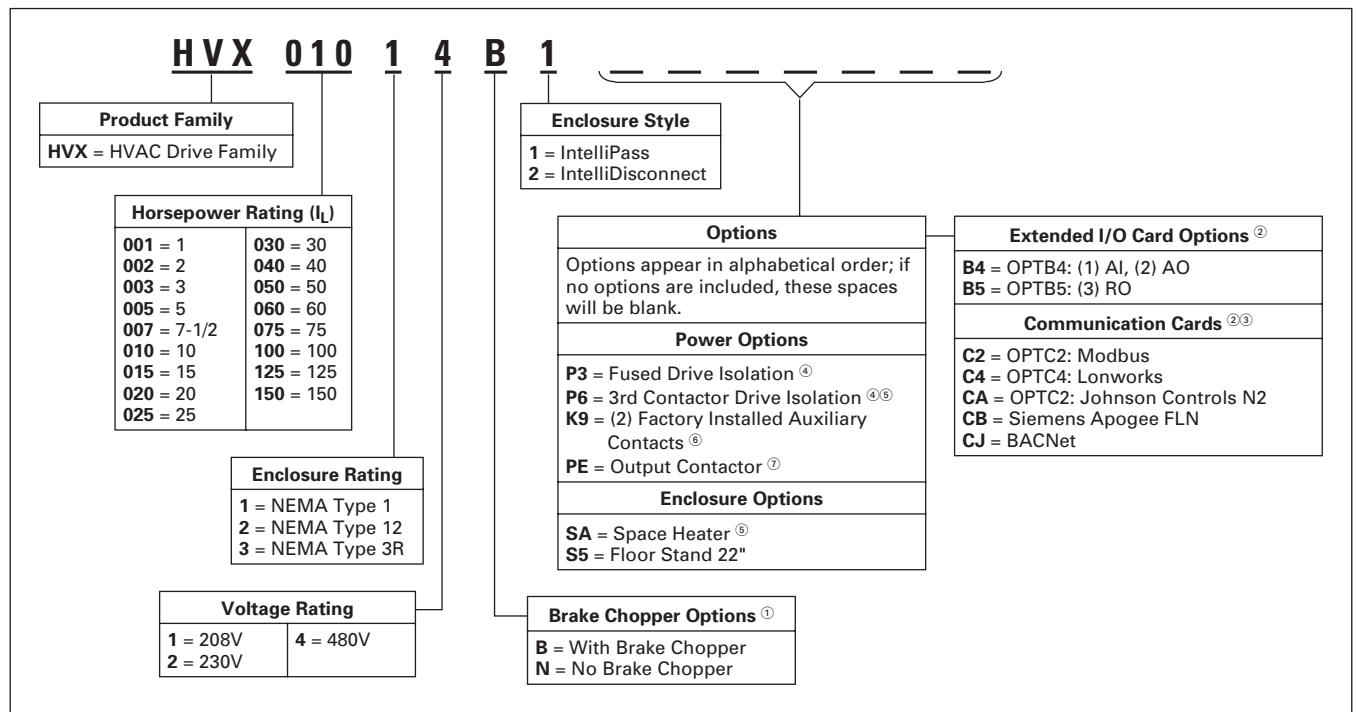 HVX 010 1 4 B 1 _ _ _ _ _ _ _
Product Family
HVX = HVAC Drive Family
Enclosure Style
1 = IntelliPass
2 = IntelliDisconnect
Horsepower Rating (IL)
001 = 1
002 = 2
003 = 3
005 = 5
007 = 7-1/2
010 = 10
015 = 15
020 = 20
025 = 25
030 = 30
040 = 40
050 = 50
060 = 60
075 = 75
100 = 100
125 = 125
150 = 150
Options
Options appear in alphabetical order; if
no options are included, these spaces
will be blank.
Power Options
P3 = Fused Drive Isolation ④
P6 = 3rd Contactor Drive Isolation ④⑤
K9 = (2) Factory Installed Auxiliary
Contacts ⑥
PE = Output Contactor ⑦
Enclosure Options
SA = Space Heater ⑤
S5 = Floor Stand 22"
Extended I/O Card Options ②
B4 = OPTB4: (1) AI, (2) AO
B5 = OPTB5: (3) RO
Communication Cards ②③
C2 = OPTC2: Modbus
C4 = OPTC4: Lonworks
CA = OPTC2: Johnson Controls N2
CB = Siemens Apogee FLN
CJ = BACNet
Enclosure Rating
1 = NEMA Type 1
2 = NEMA Type 12
3 = NEMA Type 3R
Voltage Rating
1 = 208V
2 = 230V
4 = 480V
Brake Chopper Options ①
B = With Brake Chopper
N = No Brake Chopper